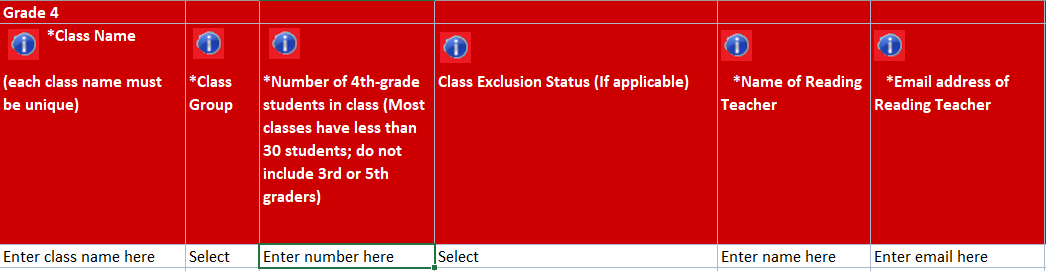 Grade 4
*Class Name
(each class name must
be unique)
*Class
Group
*Number of 4th-grade
students in class (Most
classes have less than
30 students; do not
include 3rd or 5th
graders)
Class Exclusion Status (If applicable)
*Name of Reading
Teacher
*Email address of
Reading Teacher
Enter class name here
Select
Enter number here
Select
Enter name here
Enter email here